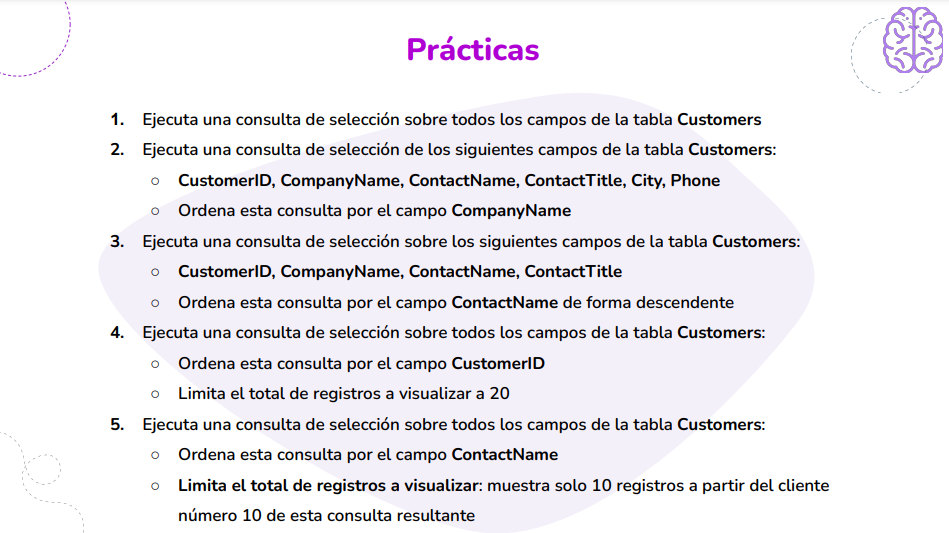 Prácticas
1. Ejecuta una consulta de selección sobre todos los campos de la tabla Customers
2. Ejecuta una consulta de selección de los siguientes campos de la tabla Customers:
○ CustomerID, CompanyName, ContactName, ContactTitle, City, Phone
○ Ordena esta consulta por el campo CompanyName
3. Ejecuta una consulta de selección sobre los siguientes campos de la tabla Customers:
○ CustomerID, CompanyName, ContactName, ContactTitle
○ Ordena esta consulta por el campo ContactName de forma descendente
4. Ejecuta una consulta de selección sobre todos los campos de la tabla Customers:
○ Ordena esta consulta por el campo CustomerID
○ Limita el total de registros a visualizar a 20
5. Ejecuta una consulta de selección sobre todos los campos de la tabla Customers:
○ Ordena esta consulta por el campo ContactName
○ Limita el total de registros a visualizar: muestra solo 10 registros a partir del cliente
número 10 de esta consulta resultante